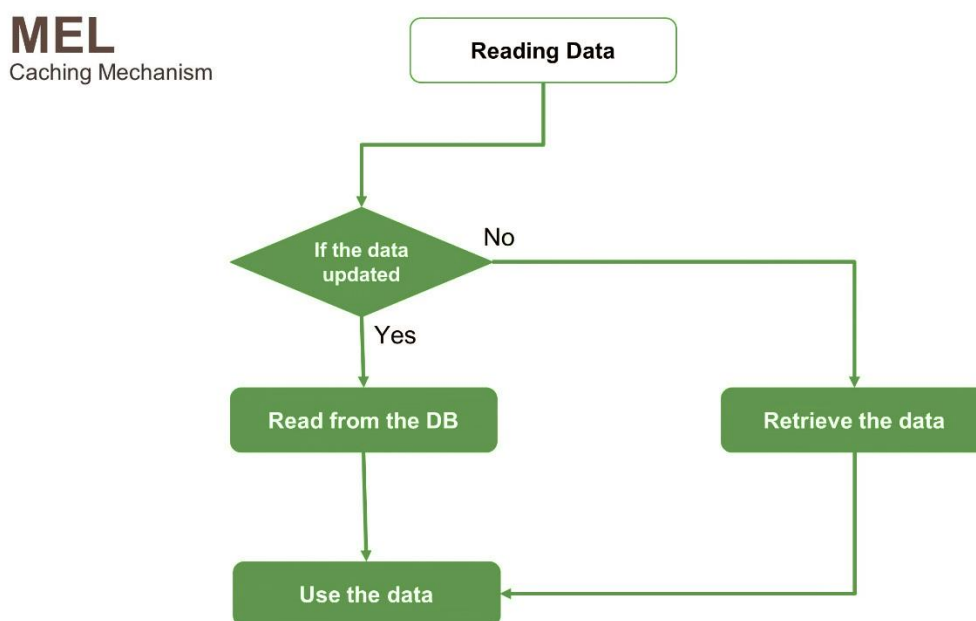 MEL
Caching Mechanism
Reading Data
If the data
updated
No
Yes
Read from the DB
Retrieve the data
Use the data